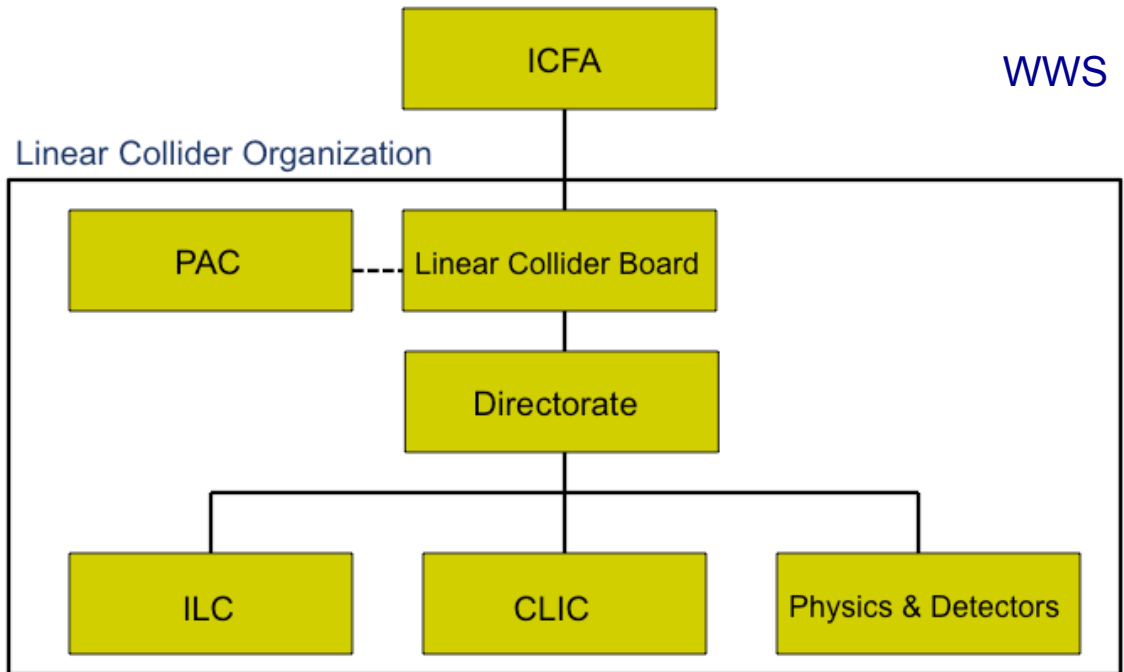 ICFA
WWS
Linear Collider Organization
PAC
Linear Collider Board
Directorate
ILC
CLIC
Physics & Detectors